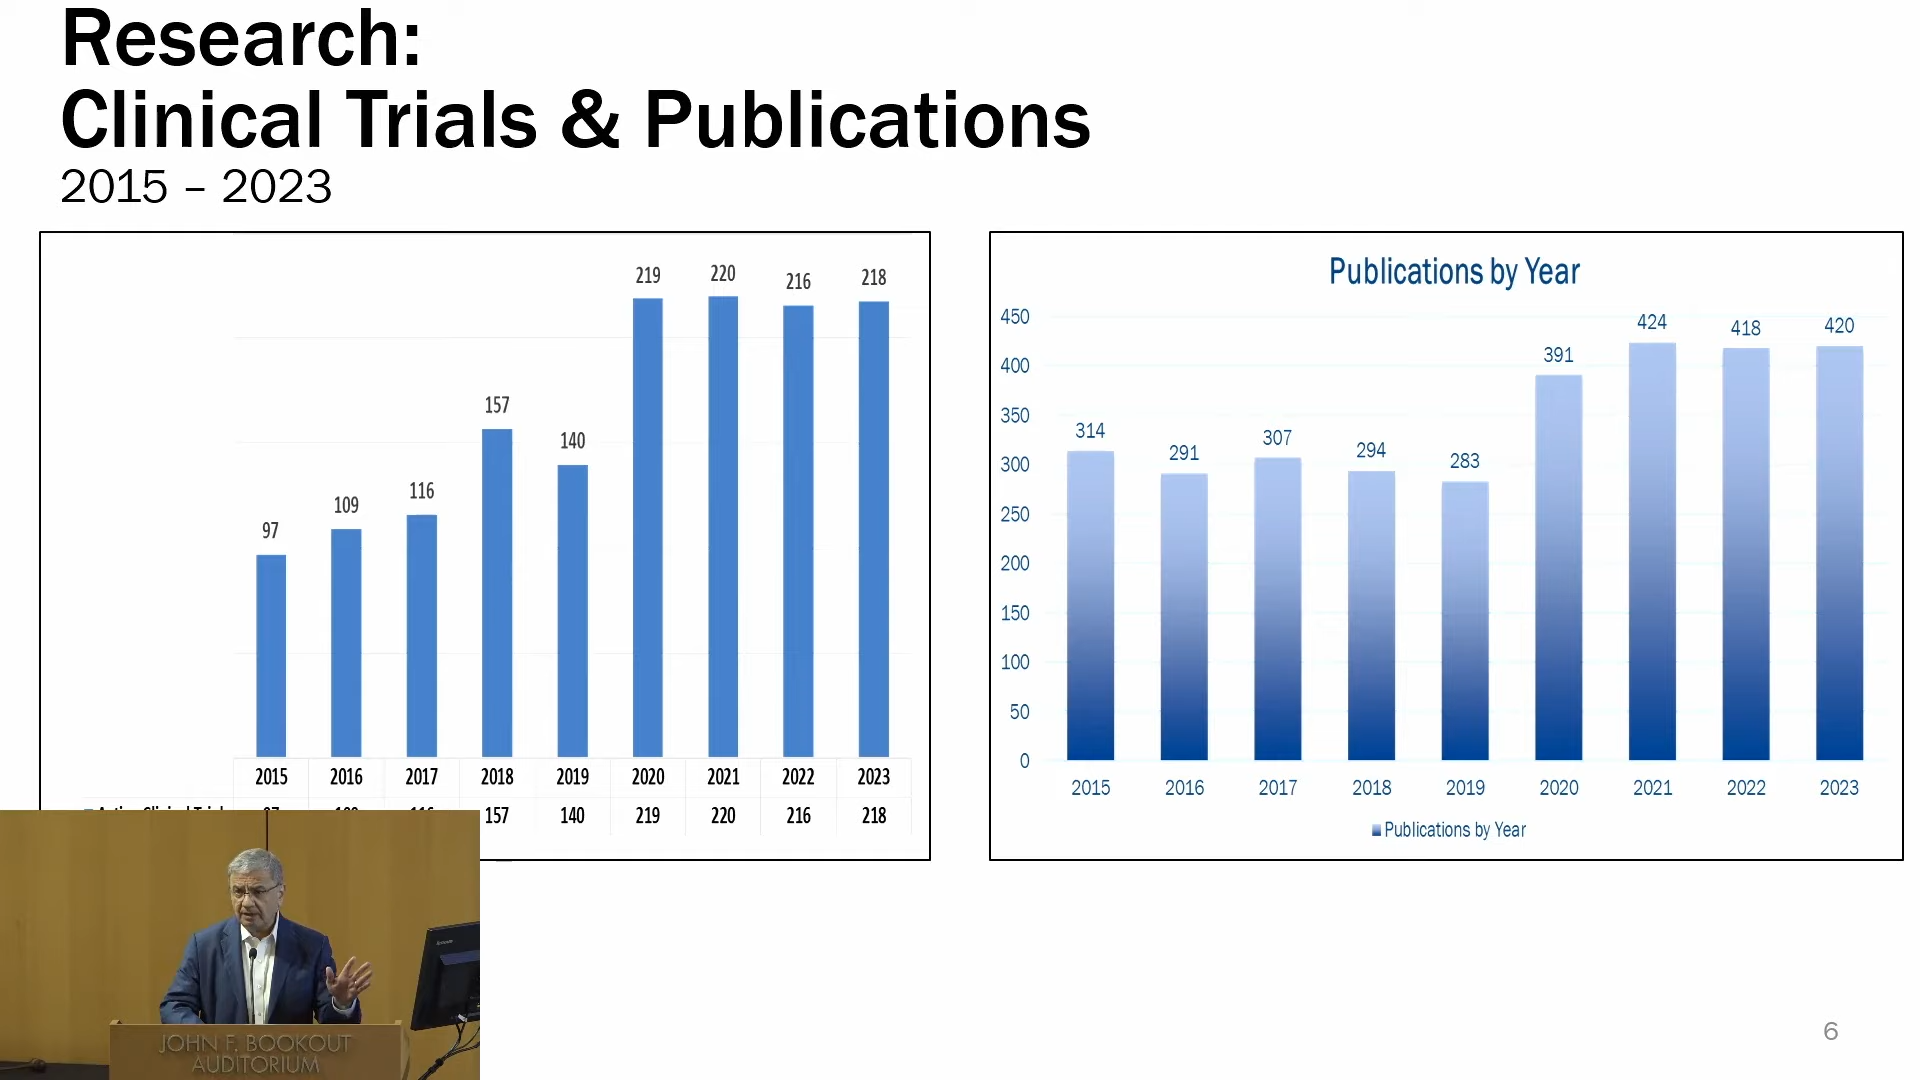 Research:
Clinical Trials & Publications
2015 – 2023
97 109 116 157 140 219 220 216 218
2015 2016 2017 2018 2019 2020 2021 2022 2023
157 140 219 220 216 218
Publications by Year
450
400
350
300
250
200
150
100
50
0
314 291 307 294 283 391 424 418 420
2015 2016 2017 2018 2019 2020 2021 2022 2023
Publications by Year
JOHN F. BOOKOUT
AUDITORIUM
6